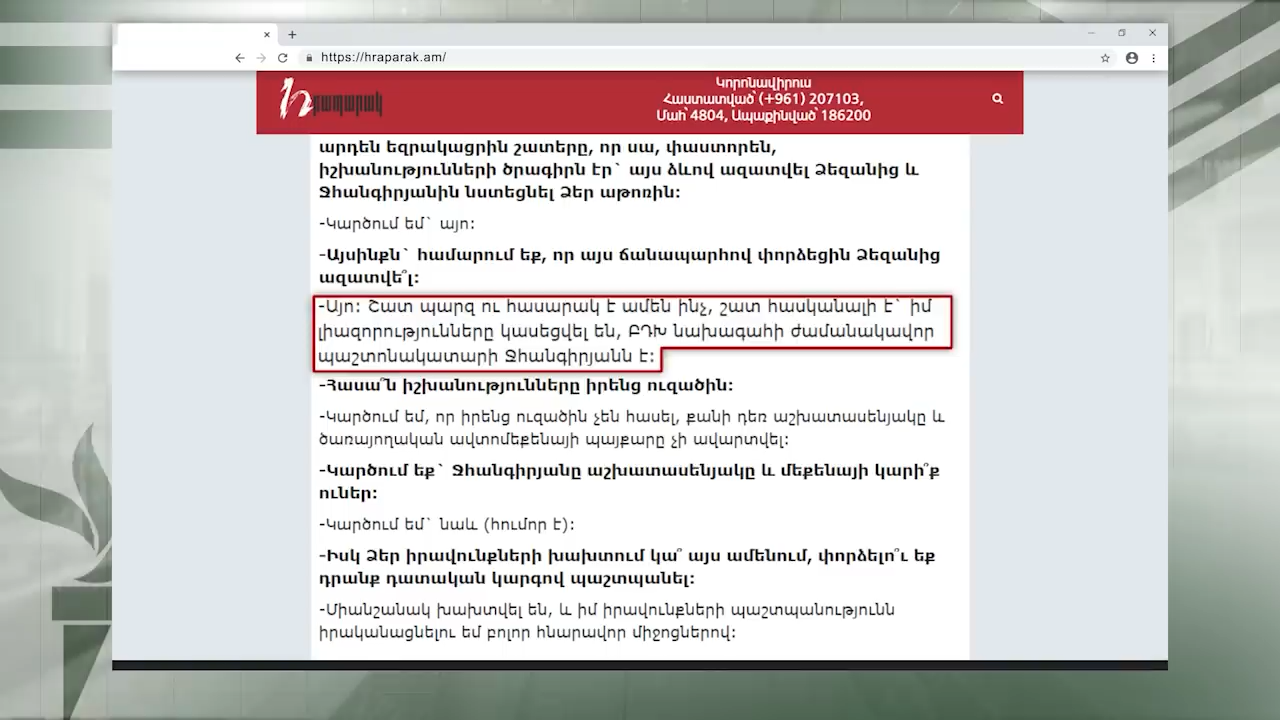 https://hraparak.am/
Հրապարակ
Կորոնավիրուս
Հաստատված՝ (+961) 207103,
Մահ՝ 4804, Ապաքինված՝ 186200
արդեն եզրակացրին շատերը, որ սա, փաստորեն,
իշխանությունների ծրագիրն էր` այս ձևով ազատվել Ձեզանից և
Ջհանգիրյանին նստեցնել Ձեր աթոռին:
-Կարծում եմ` այո:
-Այսինքն` համարում եք, որ այս ճանապարհով փորձեցին Ձեզանից
ազատվե՞լ:
-Այո: Շատ պարզ ու հասարակ է ամեն ինչ, շատ հասկանալի է` իմ
լիազորությունները կասեցվել են, ԲԴԽ նախագահի ժամանակավոր
պաշտոնակատարի Ջհանգիրյանն է:
-Հասա՞ն իշխանությունները իրենց ուզածին:
-Կարծում եմ, որ իրենց ուզածին չեն հասել, քանի դեռ աշխատասենյակը և
ծառայողական ավտոմեքենայի պայքարը չի ավարտվել:
-Կարծում եք` Ջհանգիրյանը աշխատասենյակը և մեքենայի կարի՞ք
ուներ:
-Կարծում եմ` նաև (հումոր է):
-Իսկ Ձեր իրավունքների խախտում կա՞ այս ամենում, փորձելո՞ւ եք
դրանք դատական կարգով պաշտպանել:
-Միանշանակ խախտվել են, և իմ իրավունքների պաշտպանությունն
իրականացնելու եմ բոլոր հնարավոր միջոցներով: